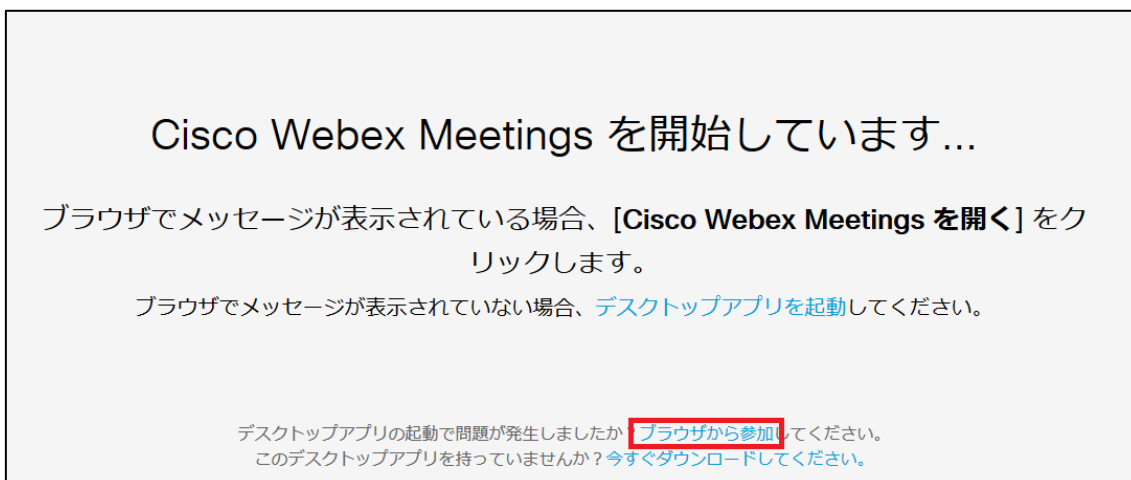 Cisco Webex Meetings を開始しています...
ブラウザでメッセージが表示されている場合、[Cisco Webex Meetings を開く] をク
リックします。
ブラウザでメッセージが表示されていない場合、デスクトップアプリを起動してください。
デスクトップアプリの起動で問題が発生しましたか？ブラウザから参加してください。
このデスクトップアプリを持っていませんか？今すぐダウンロードしてください。